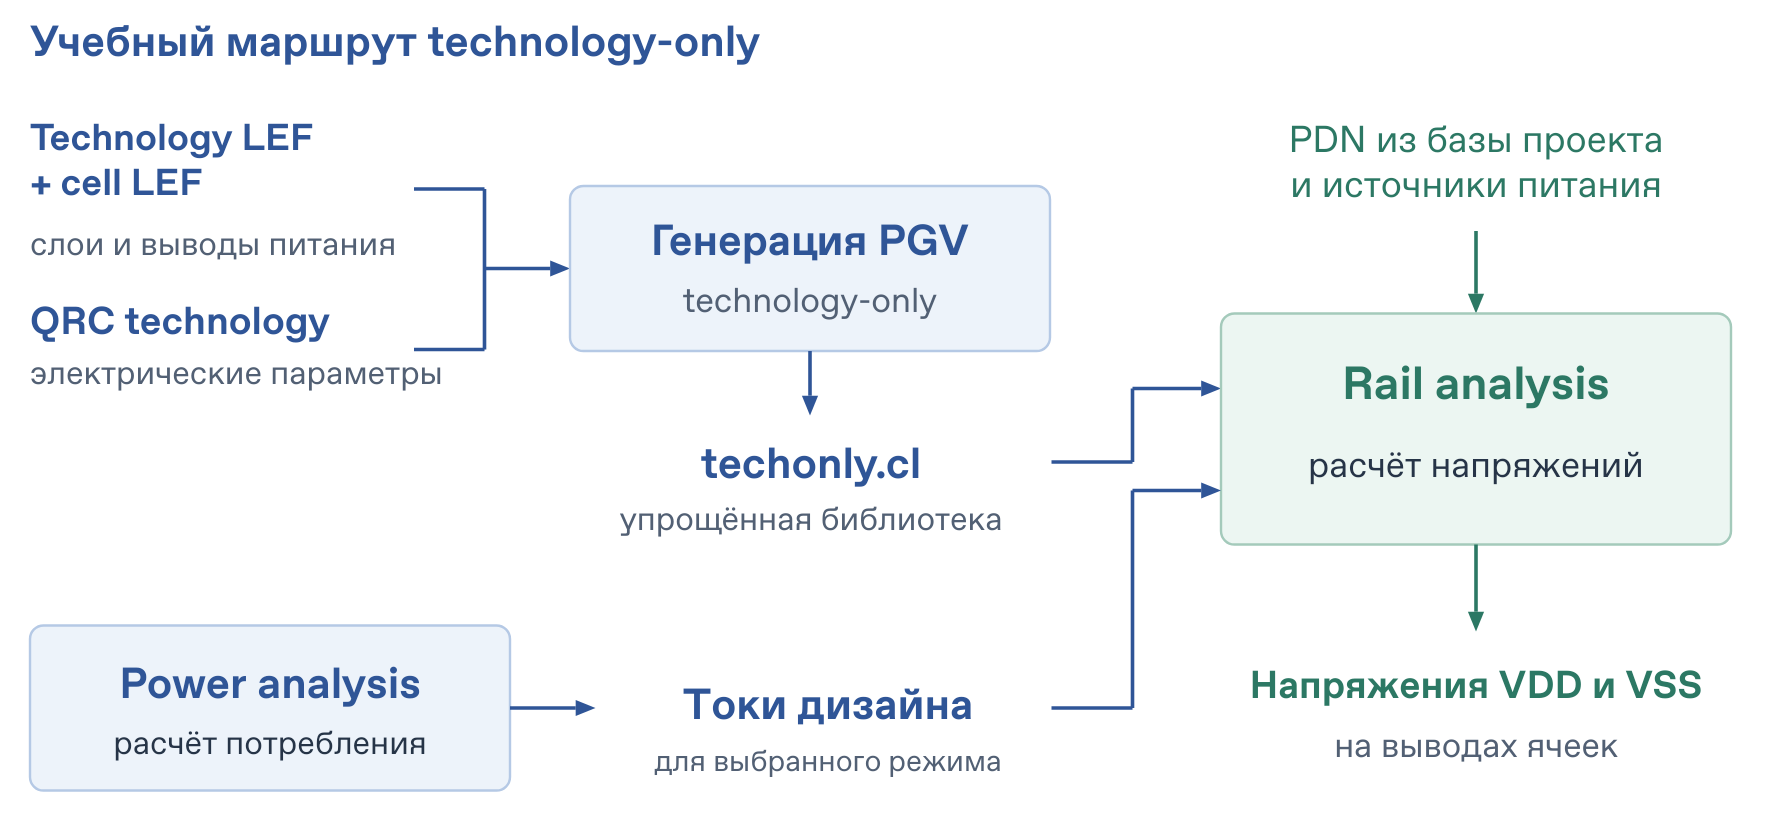 Учебный маршрут technology-only
Technology LEF
+ cell LEF
слои и выводы питания
QRC technology
электрические параметры
Генерация PGV
technology-only
techonly.cl
упрощённая библиотека
PDN из базы проекта
и источники питания
Rail analysis
расчёт напряжений
Power analysis
расчёт потребления
Токи дизайна
для выбранного режима
Напряжения VDD и VSS
на выводах ячеек